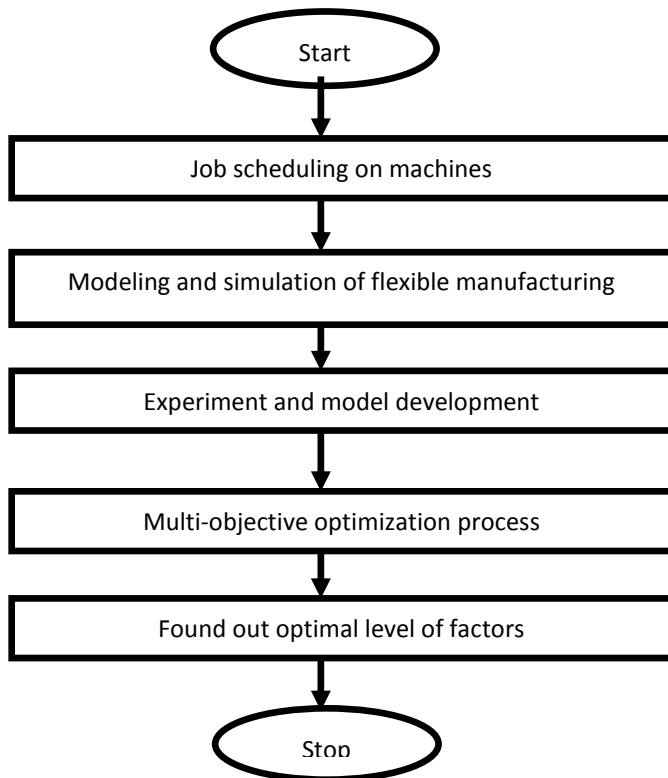 Start
Job scheduling on machines
Modeling and simulation of flexible manufacturing
Experiment and model development
Multi-objective optimization process
Found out optimal level of factors
Stop